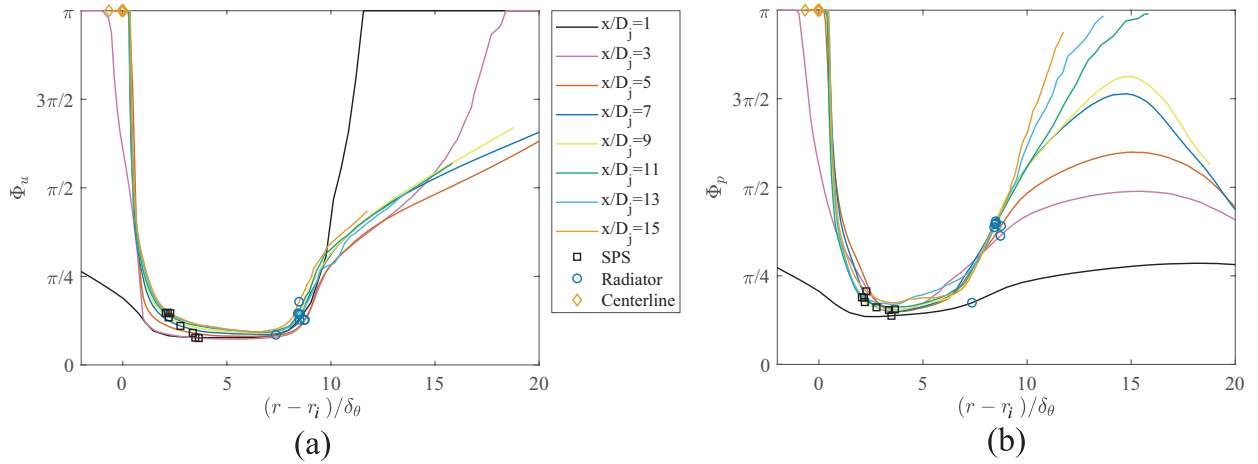 π
3π/2
π/2
π/4
0
Φ_u
0
5
10
15
20
(r − r_i)/δ_θ
(a)
x/D_j=1
x/D_j=3
x/D_j=5
x/D_j=7
x/D_j=9
x/D_j=11
x/D_j=13
x/D_j=15
SPS
Radiator
Centerline
π
3π/2
π/2
π/4
0
Φ_p
0
5
10
15
20
(r − r_i)/δ_θ
(b)